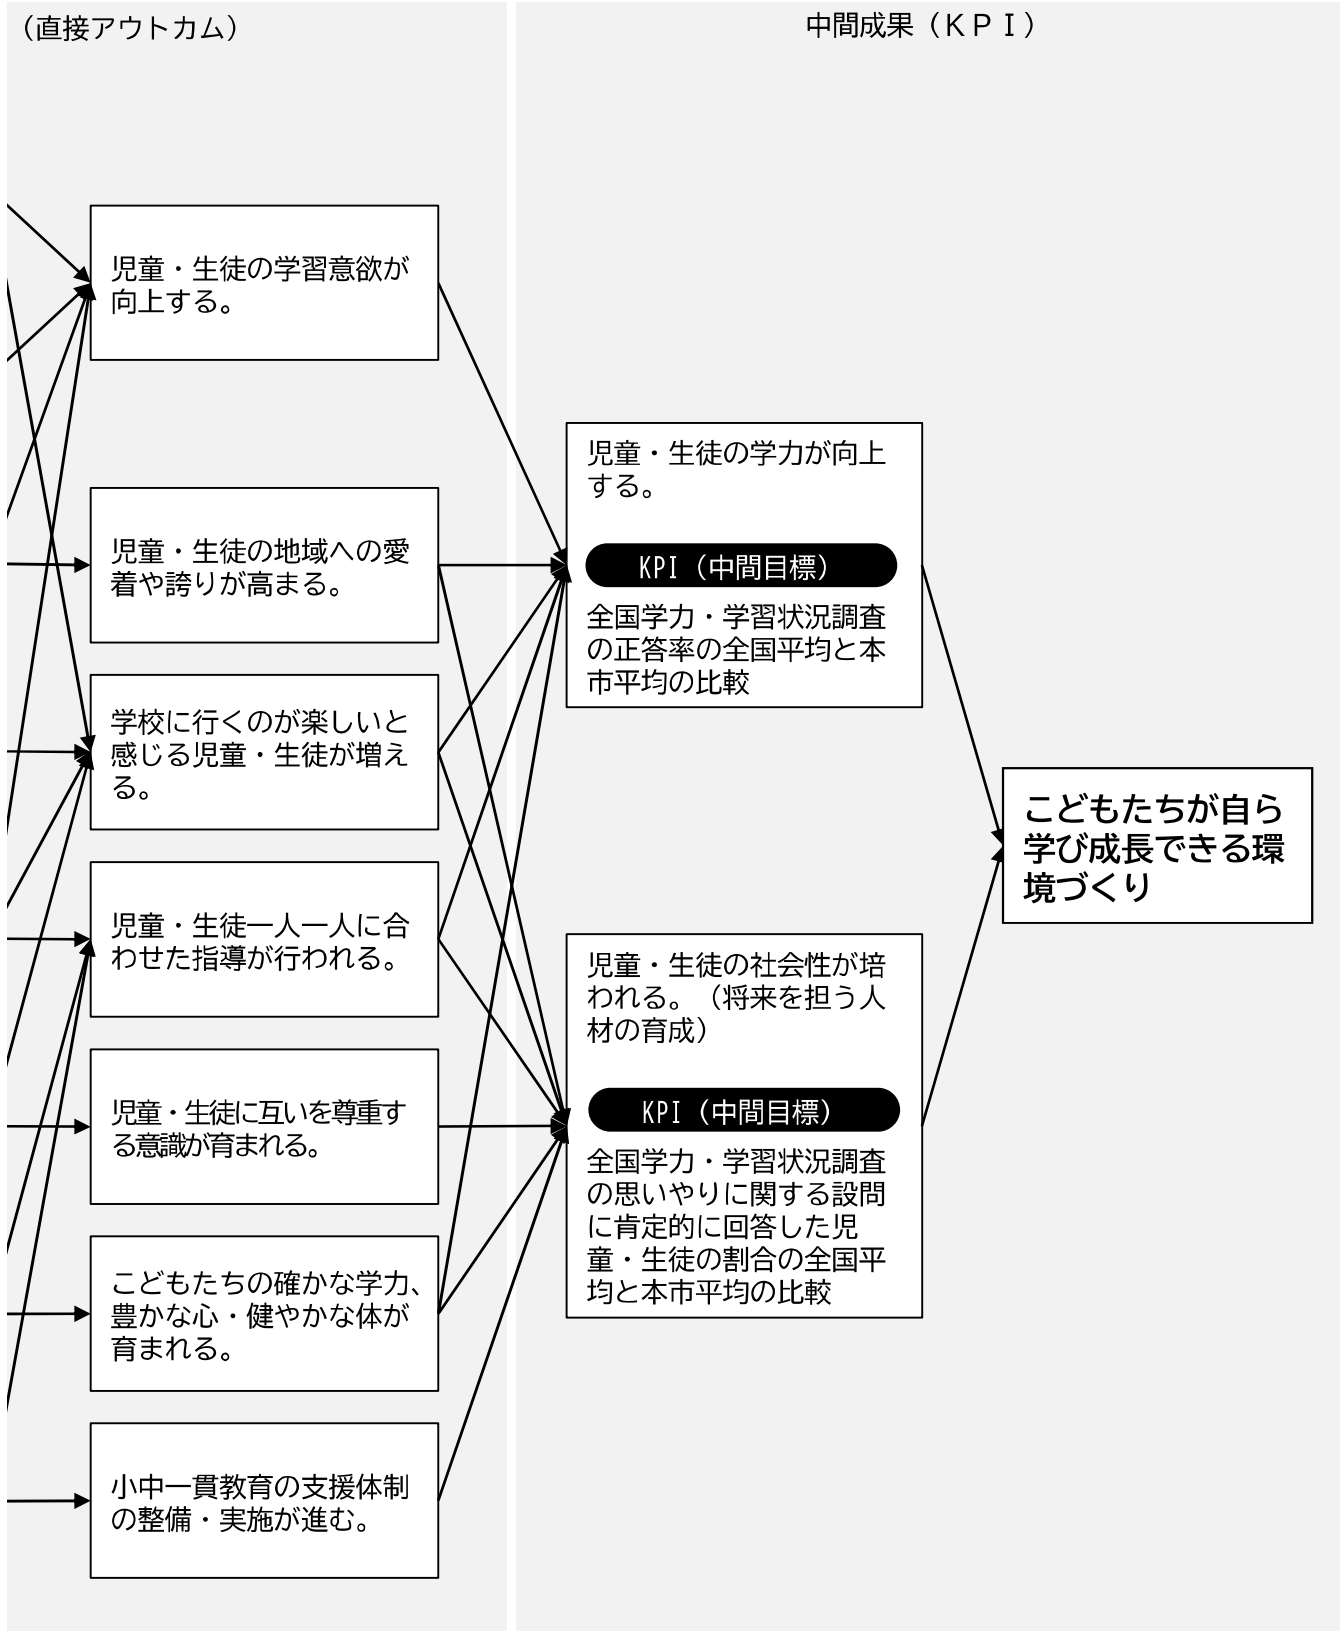 （直接アウトカム）
中間成果（ＫＰＩ）
児童・生徒の学習意欲が
向上する。
児童・生徒の地域への愛
着や誇りが高まる。
学校に行くのが楽しいと
感じる児童・生徒が増え
る。
児童・生徒一人一人に合
わせた指導が行われる。
児童・生徒に互いを尊重す
る意識が育まれる。
こどもたちの確かな学力、
豊かな心・健やかな体が
育まれる。
小中一貫教育の支援体制
の整備・実施が進む。
児童・生徒の学力が向上
する。
KPI（中間目標）
全国学力・学習状況調査
の正答率の全国平均と本
市平均の比較
児童・生徒の社会性が培
われる。（将来を担う人
材の育成）
KPI（中間目標）
全国学力・学習状況調査
の思いやりに関する設問
に肯定的に回答した児
童・生徒の割合の全国平
均と本市平均の比較
こどもたちが自ら
学び成長できる環
境づくり